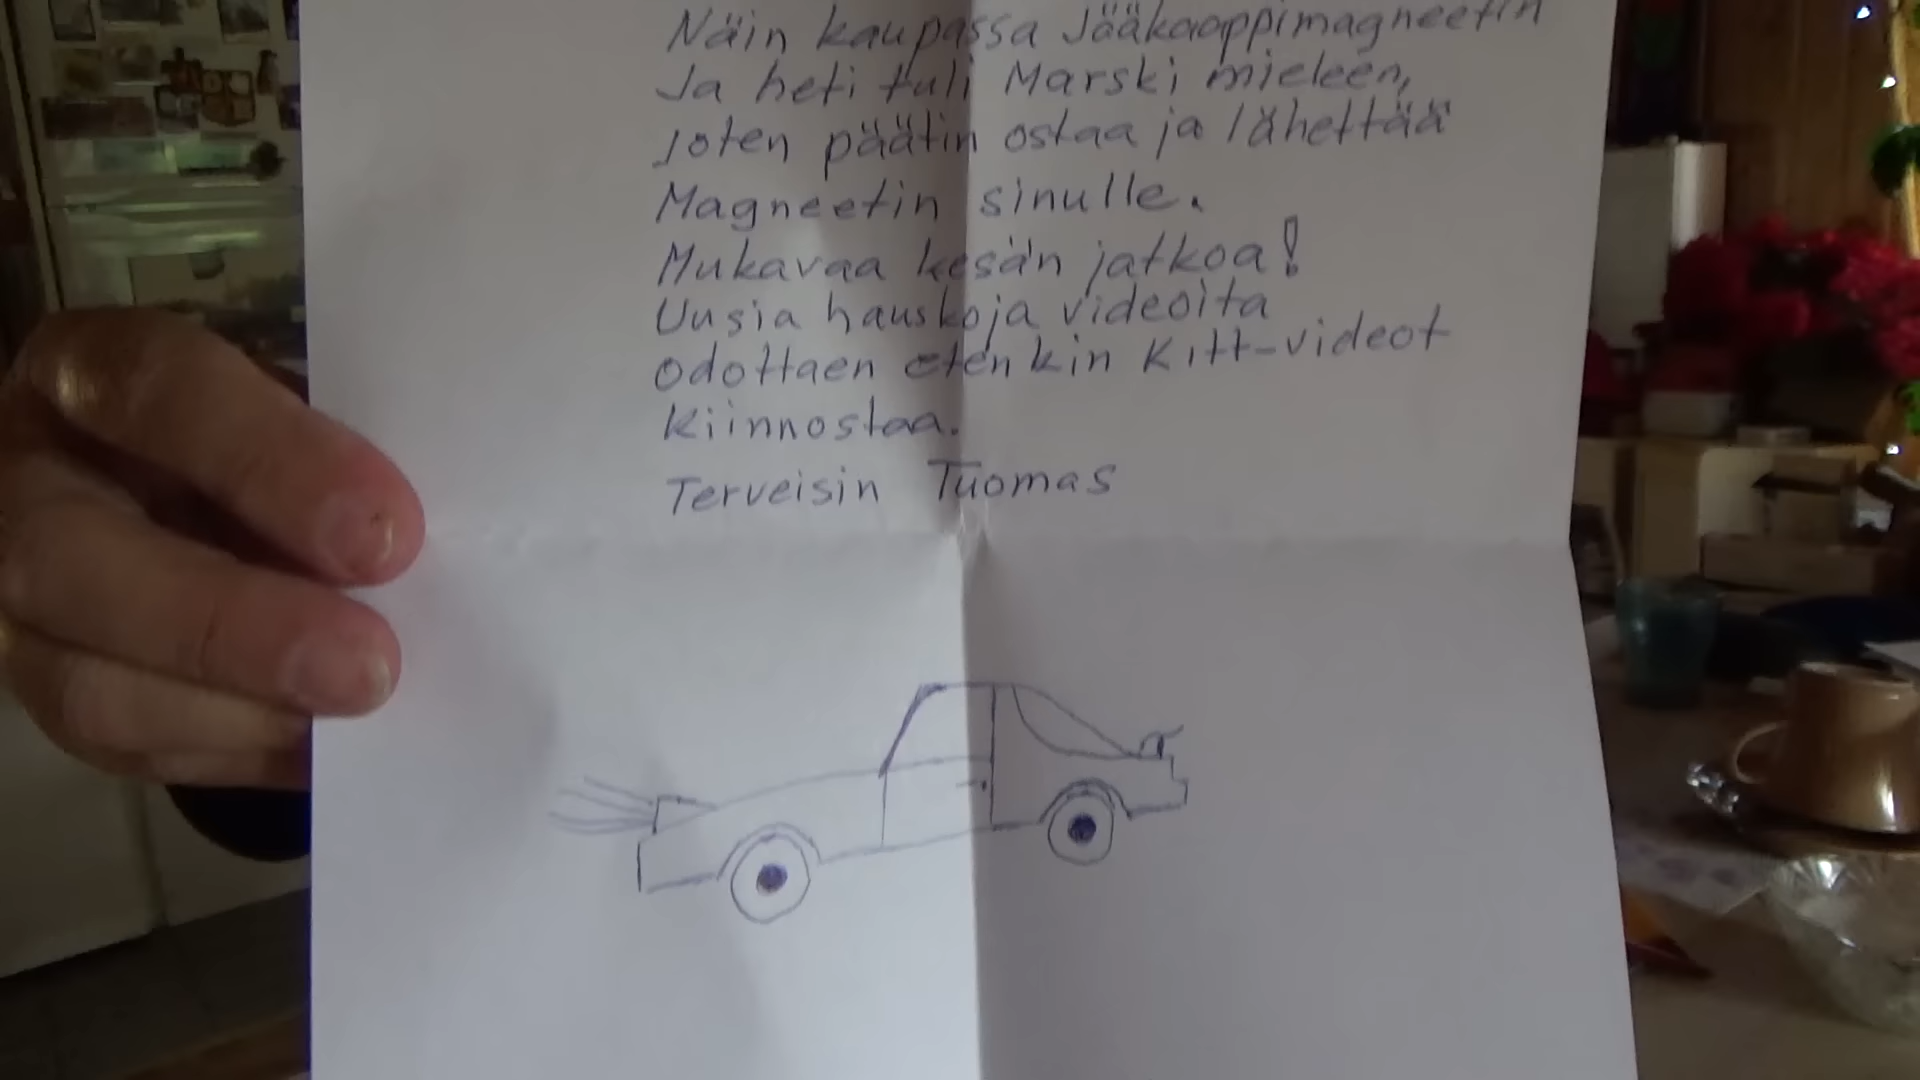 Näin kaupassa Jääkaappimagneetin
Ja heti tuli Marski mieleen,
Joten päätin ostaa ja lähettää
Magneetin sinulle.
Mukavaa kesän jatkoa!
Uusia hauskoja videoita
odottaen etenkin Kitt-videot
kiinnostaa.
Terveisin Tuomas